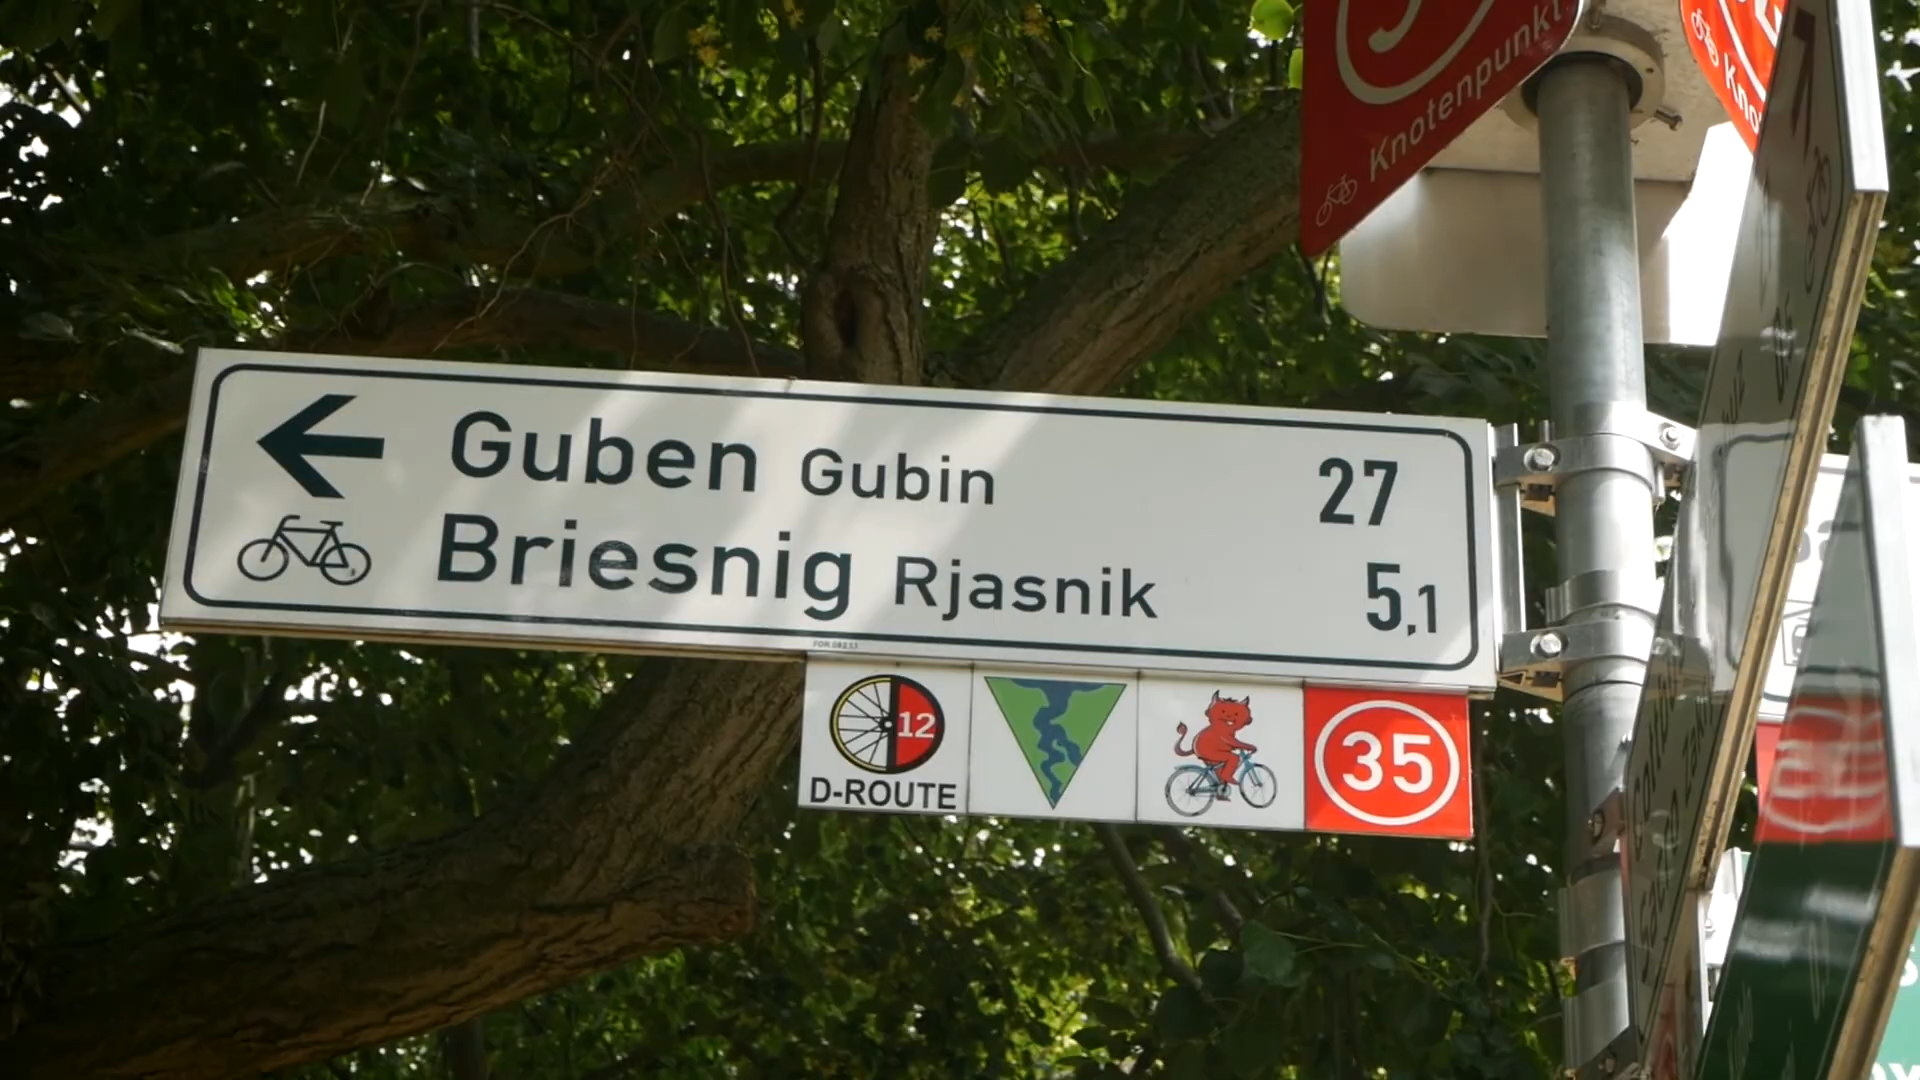 Knotenpunkt
Guben Gubin 27
Briesnig Rjasnik 5,1
12
D-ROUTE
35